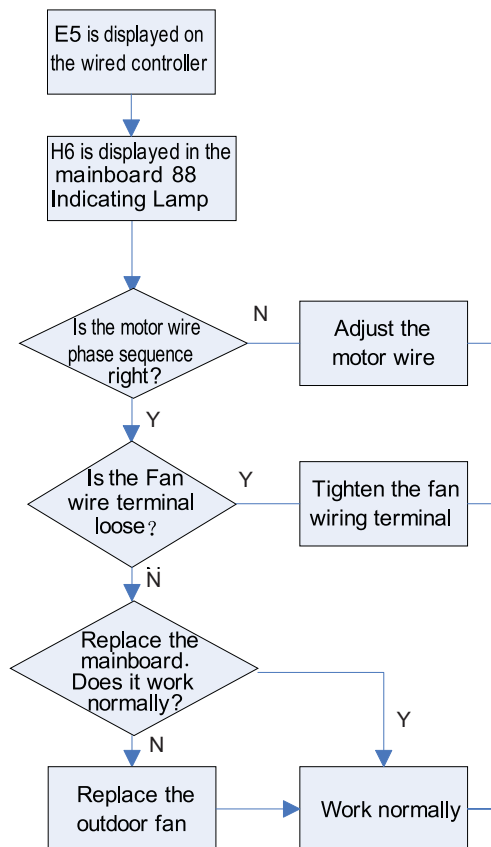 E5 is displayed on
the wired controller
H6 is displayed in the
mainboard 88
Indicating Lamp
Is the motor wire
phase sequence
right?
N
Adjust the
motor wire
Y
Is the Fan
wire terminal
loose?
Y
Tighten the fan
wiring terminal
N
Replace the
mainboard.
Does it work
normally?
Y
N
Replace the
outdoor fan
Work normally